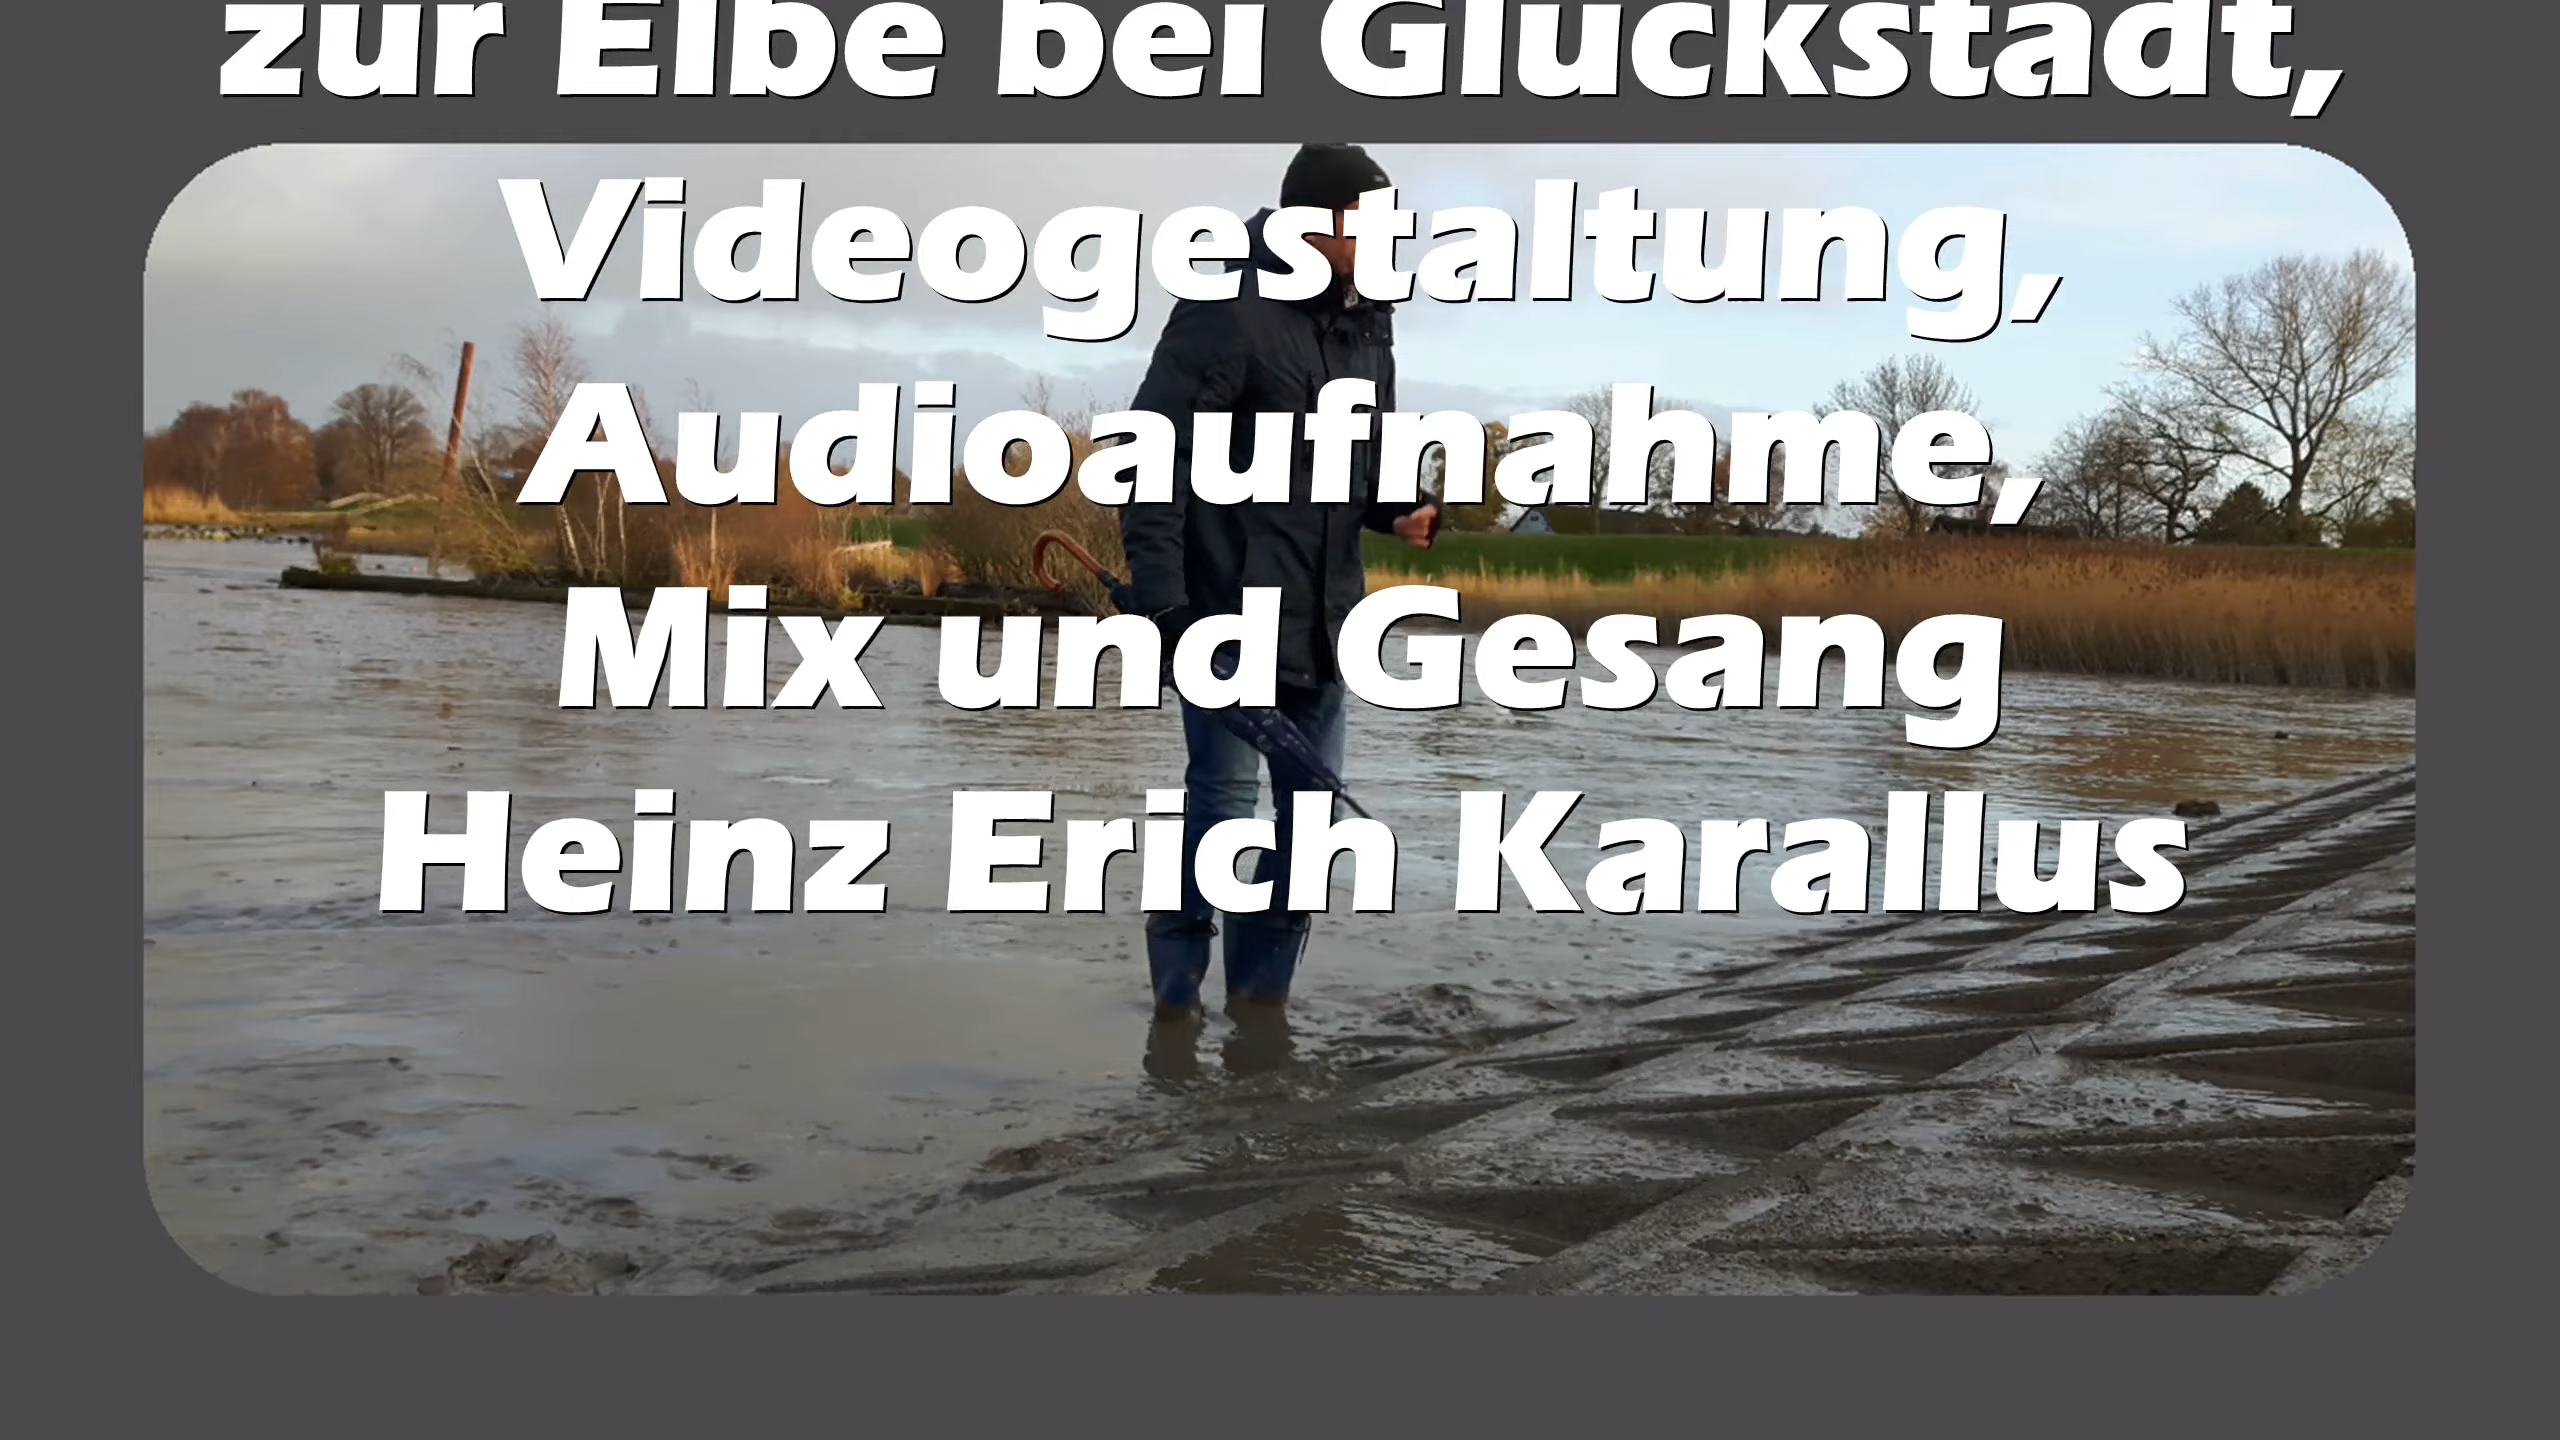 zur Elbe bei Glückstadt,
Videogestaltung,
Audioaufnahme,
Mix und Gesang
Heinz Erich Karallus